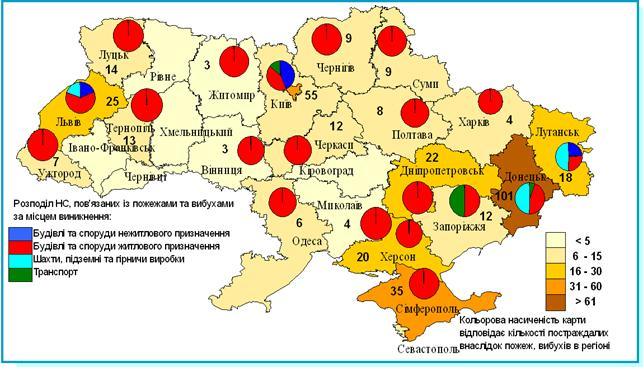 Луцьк
14
Рівне
3
Житомир
Київ
55
9
Чернігів
9
Суми
25
Львів
Тернопіль
13
Хмельницький
Івано-Франківськ
7
Ужгород
Чернівці
3
Вінниця
12
Черкаси
Кіровоград
8
Полтава
Харків
4
Луганськ
18
22
Дніпропетровськ
Донецьк
101
12
Запоріжжя
Миколаїв
4
6
Одеса
20
Херсон
35
Сімферополь
Севастополь
Розподіл НС, пов'язаних із пожежами та вибухами
за місцем виникнення:
Будівлі та споруди нежитлового призначення
Будівлі та споруди житлового призначення
Шахти, підземні та гірничи виробки
Транспорт
< 5
6 - 15
16 - 30
31 - 60
> 61
Кольорова насиченість карти
відповідає кількості постраждалих
внаслідок пожеж, вибухів в регіоні